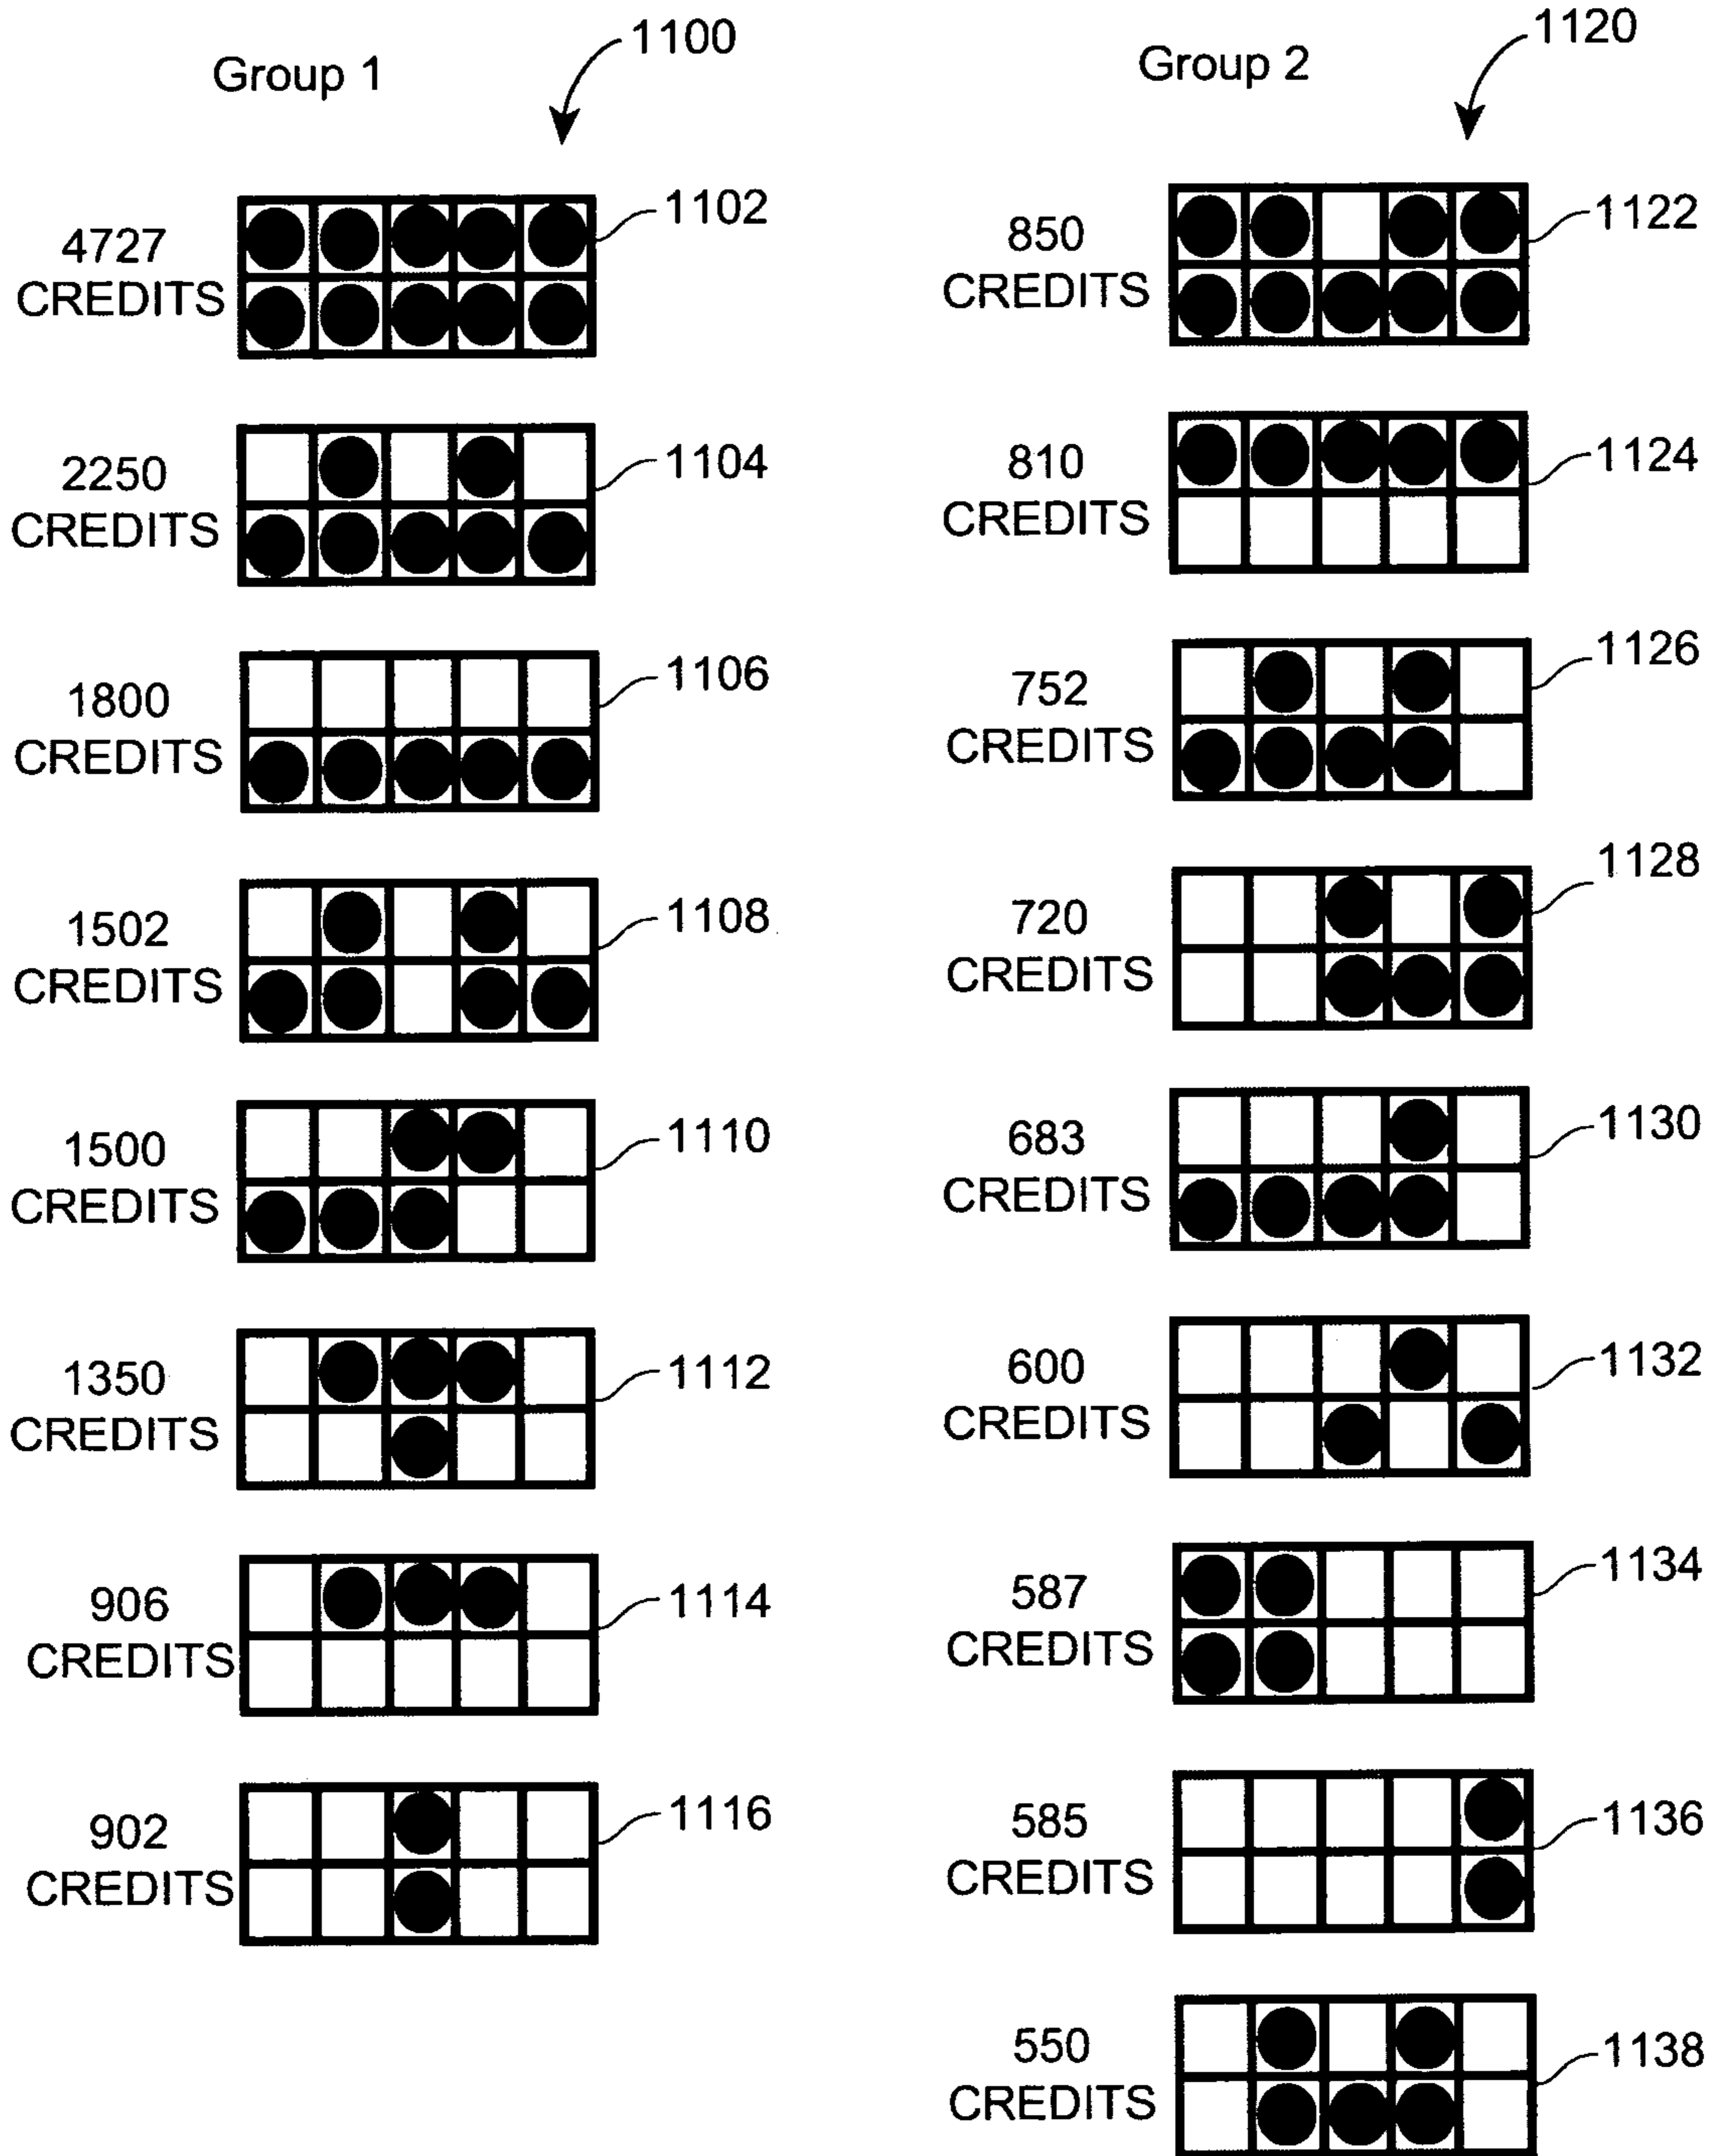 Group 1
1100
4727
CREDITS
1102
2250
CREDITS
1104
1800
CREDITS
1106
1502
CREDITS
1108
1500
CREDITS
1110
1350
CREDITS
1112
906
CREDITS
1114
902
CREDITS
1116
Group 2
1120
850
CREDITS
1122
810
CREDITS
1124
752
CREDITS
1126
720
CREDITS
1128
683
CREDITS
1130
600
CREDITS
1132
587
CREDITS
1134
585
CREDITS
1136
550
CREDITS
1138